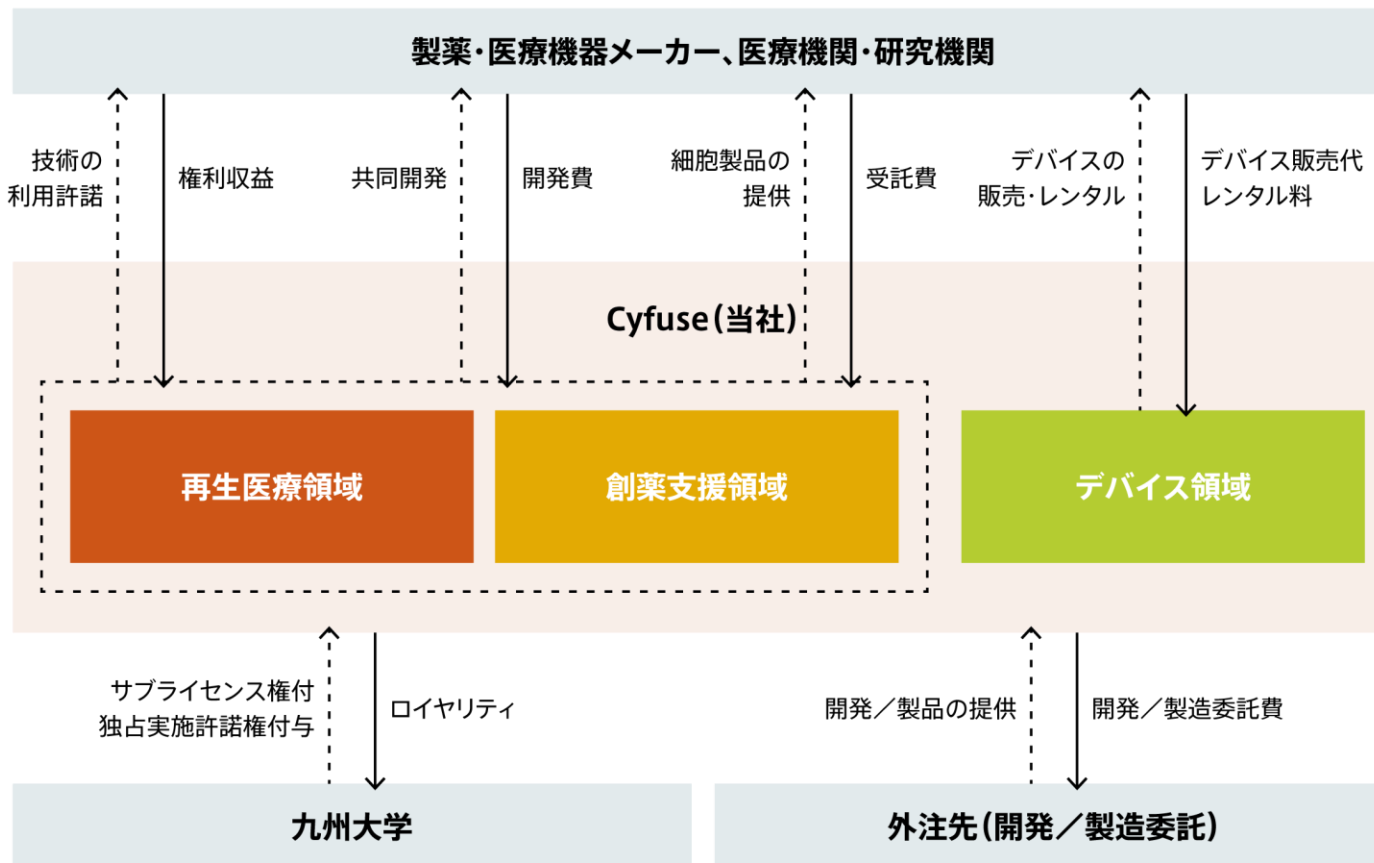 製薬・医療機器メーカー、医療機関・研究機関
技術の
利用許諾
権利収益
共同開発
開発費
細胞製品の
提供
受託費
デバイスの
販売・レンタル
デバイス販売代
レンタル料
Cyfuse（当社）
再生医療領域
創薬支援領域
デバイス領域
サブライセンス権付
独占実施許諾権付与
ロイヤリティ
開発／製品の提供
開発／製造委託費
九州大学
外注先（開発／製造委託）